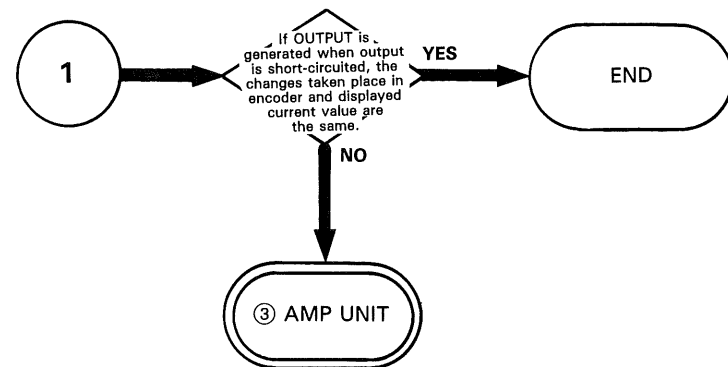 1
If OUTPUT is
generated when output
is short-circuited, the
changes taken place in
encoder and displayed
current value are
the same.
YES
END
NO
③ AMP UNIT